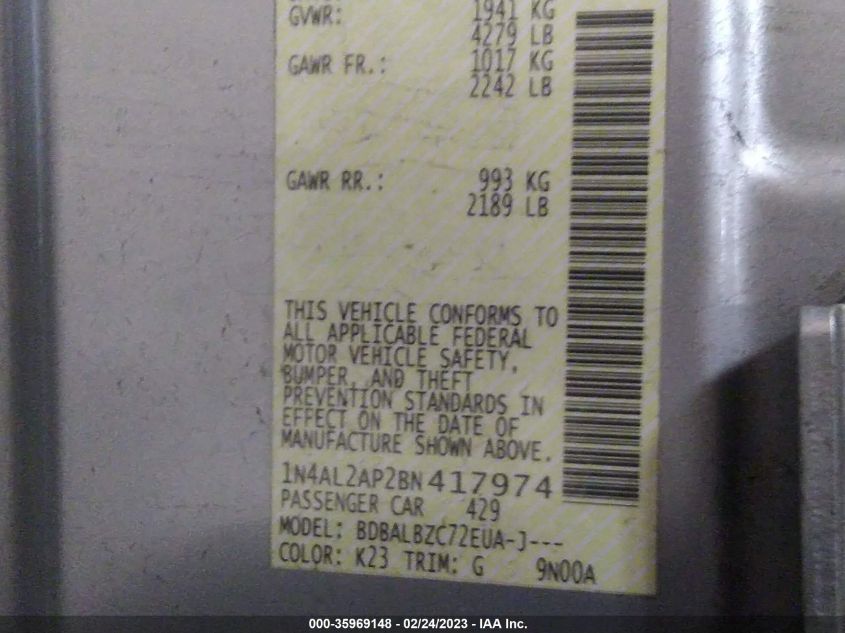 GVWR: 1941 KG
4279 LB
GAWR FR.: 1017 KG
2242 LB
GAWR RR.: 993 KG
2189 LB
THIS VEHICLE CONFORMS TO
ALL APPLICABLE FEDERAL
MOTOR VEHICLE SAFETY,
BUMPER, AND THEFT
PREVENTION STANDARDS IN
EFFECT ON THE DATE OF
MANUFACTURE SHOWN ABOVE.
1N4AL2AP2BN417974
PASSENGER CAR 429
MODEL: BDBALBZC72EUA-J---
COLOR: K23 TRIM: G 9N00A
000-35969148 - 02/24/2023 - IAA Inc.